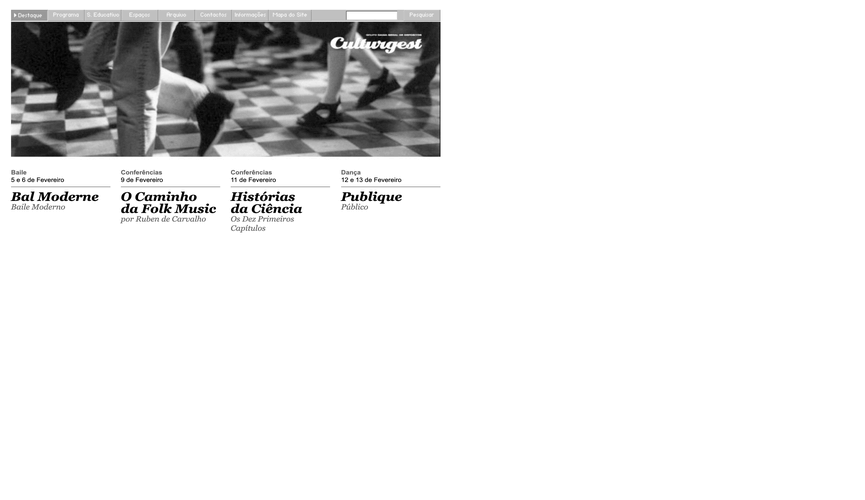 Destaque
Programa
S. Educativo
Espaços
Arquivo
Contactos
Informações
Mapa do Site
Pesquisar
Culturgest
Baile
5 e 6 de Fevereiro
Bal Moderne
Baile Moderno
Conferências
9 de Fevereiro
O Caminho
da Folk Music
por Ruben de Carvalho
Conferências
11 de Fevereiro
Histórias
da Ciência
Os Dez Primeiros
Capítulos
Dança
12 e 13 de Fevereiro
Publique
Público